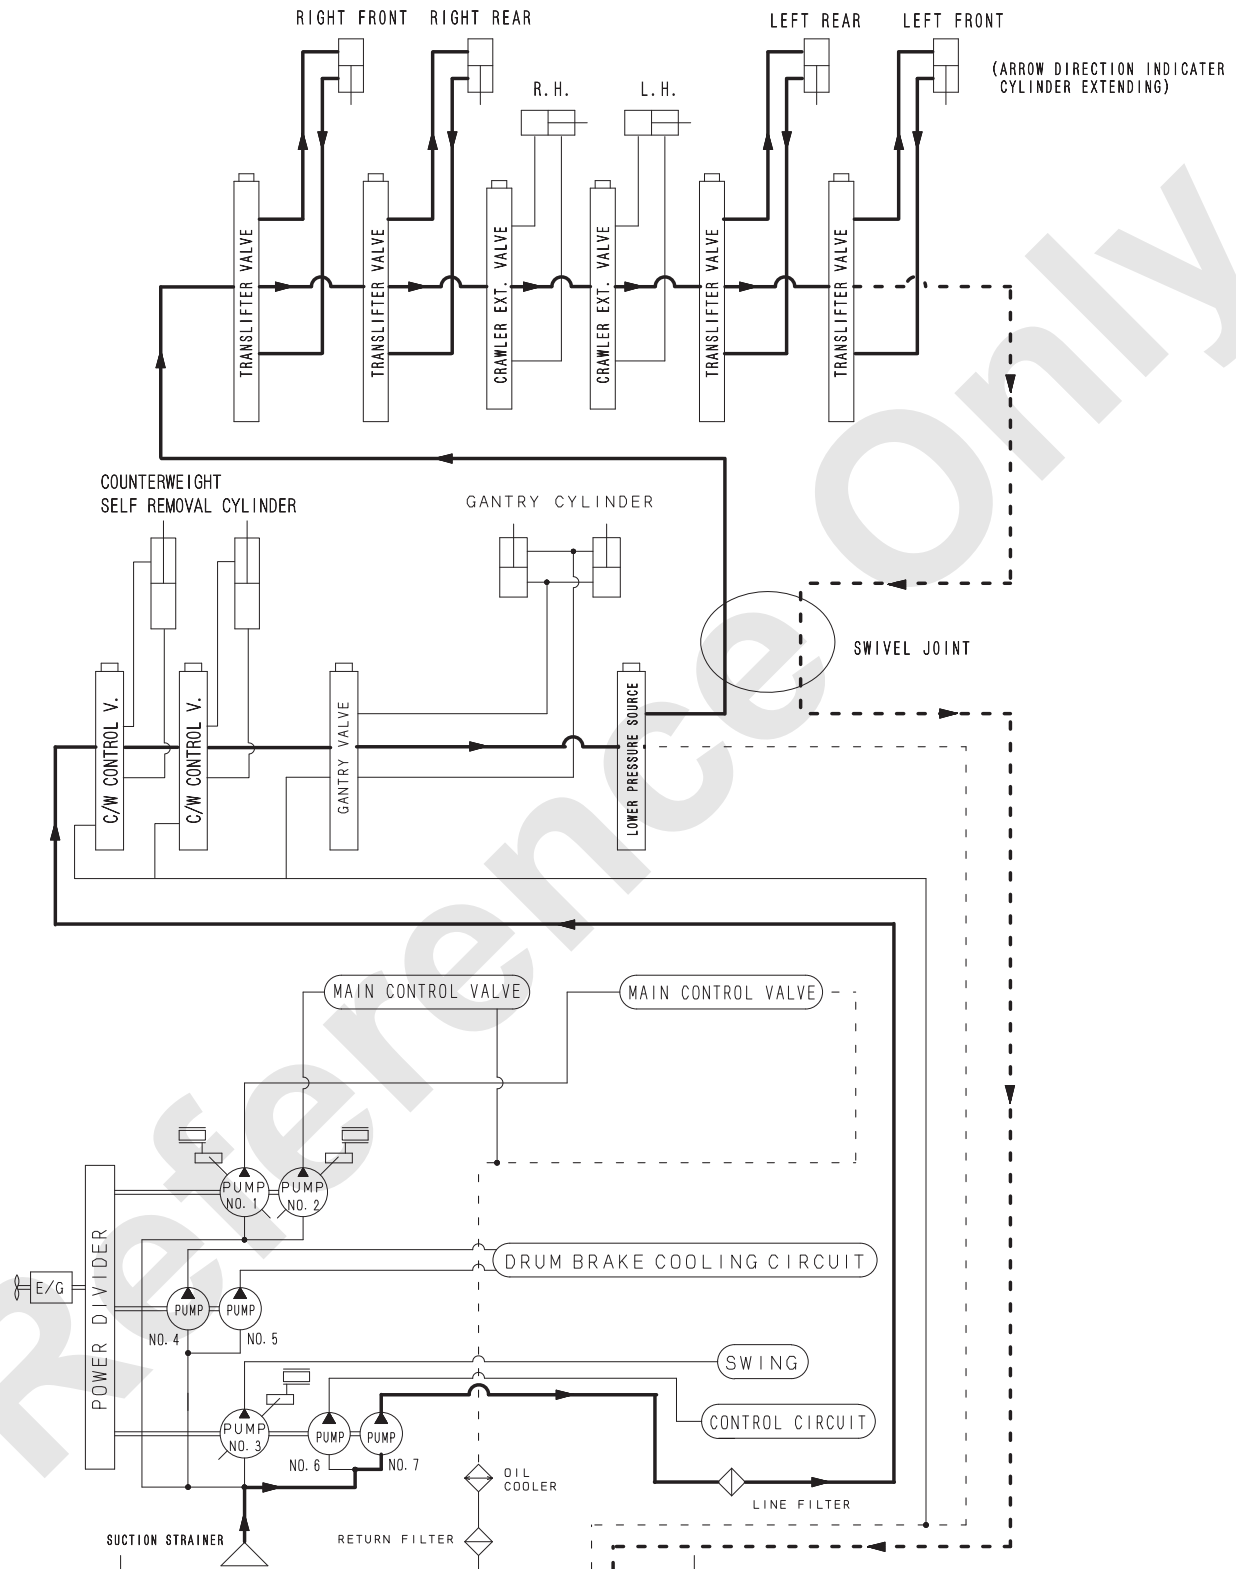 RIGHT FRONT
RIGHT REAR
LEFT REAR
LEFT FRONT
(ARROW DIRECTION INDICATER
CYLINDER EXTENDING)
R.H.
L.H.
TRANSLIFTER VALVE
TRANSLIFTER VALVE
CRAWLER EXT. VALVE
CRAWLER EXT. VALVE
TRANSLIFTER VALVE
TRANSLIFTER VALVE
COUNTERWEIGHT
SELF REMOVAL CYLINDER
GANTRY CYLINDER
SWIVEL JOINT
C/W CONTROL V.
C/W CONTROL V.
GANTRY VALVE
LOWER PRESSURE SOURCE
MAIN CONTROL VALVE
MAIN CONTROL VALVE
PUMP
NO. 1
PUMP
NO. 2
POWER DIVIDER
E/G
DRUM BRAKE COOLING CIRCUIT
PUMP
NO. 4
PUMP
NO. 5
SWING
CONTROL CIRCUIT
PUMP
NO. 3
PUMP
NO. 6
PUMP
NO. 7
OIL
COOLER
LINE FILTER
SUCTION STRAINER
RETURN FILTER
Reference Only